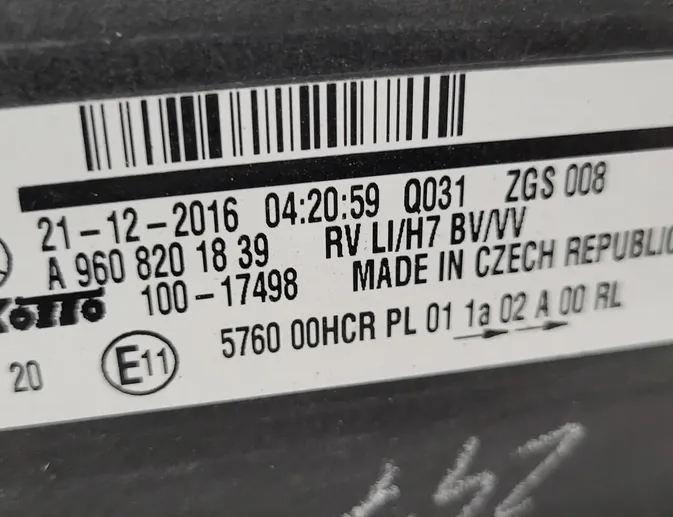 21-12-2016 04:20:59 Q031 ZGS 008
A 960 820 18 39 RV LI/H7 BV/VV
100-17498 MADE IN CZECH REPUBLIC
20 E11 5760 00HCR PL 01 1a 02 A 00 RL